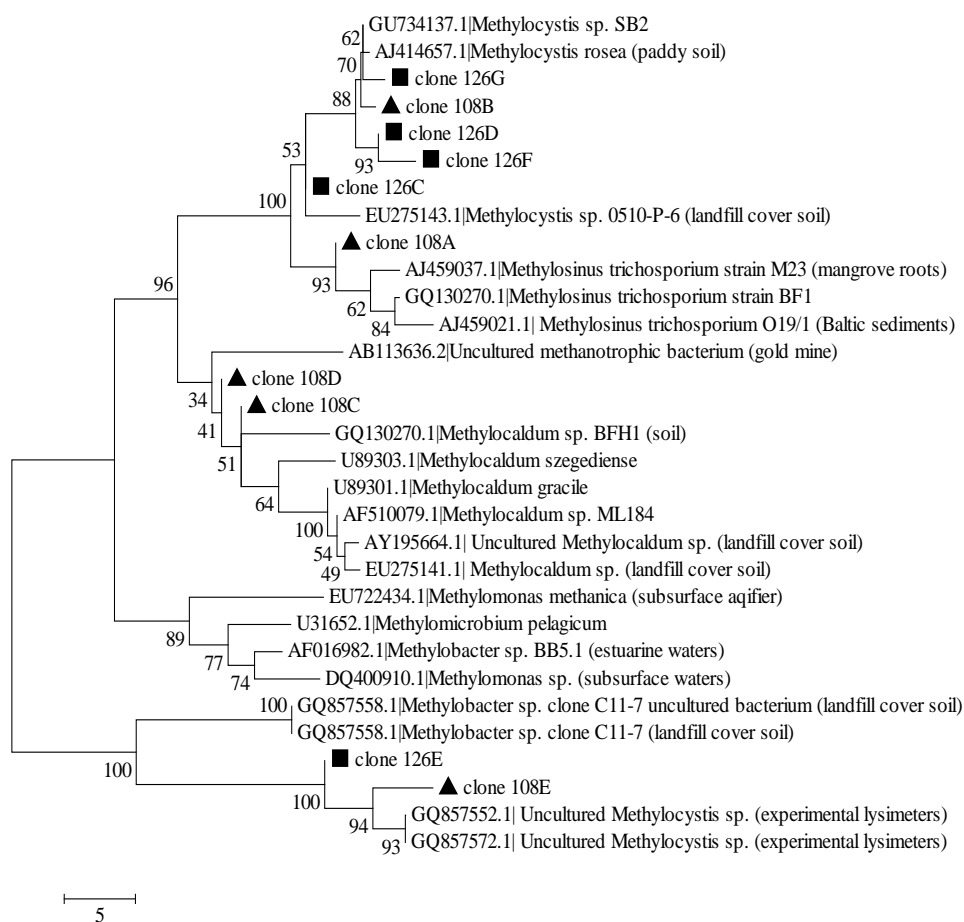 GU734137.1|Methylocystis sp. SB2
62
AJ414657.1|Methylocystis rosea (paddy soil)
70
clone 126G
88
clone 108B
clone 126D
53
clone 126F
93
clone 126C
100
EU275143.1|Methylocystis sp. 0510-P-6 (landfill cover soil)
clone 108A
AJ459037.1|Methylosinus trichosporium strain M23 (mangrove roots)
93
96
GQ130270.1|Methylosinus trichosporium strain BF1
62
AJ459021.1| Methylosinus trichosporium O19/1 (Baltic sediments)
84
AB113636.2|Uncultured methanotrophic bacterium (gold mine)
clone 108D
34
clone 108C
41
GQ130270.1|Methylocaldum sp. BFH1 (soil)
51
U89303.1|Methylocaldum szegediense
U89301.1|Methylocaldum gracile
64
AF510079.1|Methylocaldum sp. ML184
100
AY195664.1| Uncultured Methylocaldum sp. (landfill cover soil)
54
EU275141.1| Methylocaldum sp. (landfill cover soil)
49
EU722434.1|Methylomonas methanica (subsurface aqifier)
U31652.1|Methylomicrobium pelagicum
89
AF016982.1|Methylobacter sp. BB5.1 (estuarine waters)
77
DQ400910.1|Methylomonas sp. (subsurface waters)
74
100
GQ857558.1|Methylobacter sp. clone C11-7 uncultured bacterium (landfill cover soil)
GQ857558.1|Methylobacter sp. clone C11-7 (landfill cover soil)
clone 126E
100
clone 108E
100
GQ857552.1| Uncultured Methylocystis sp. (experimental lysimeters)
94
GQ857572.1| Uncultured Methylocystis sp. (experimental lysimeters)
93
5